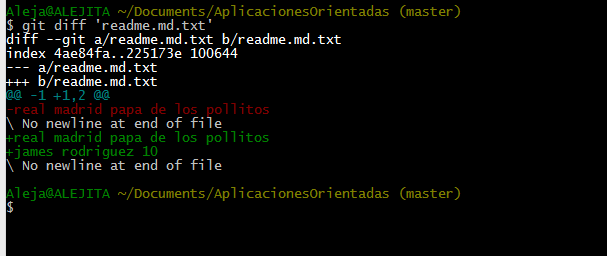 Aleja@ALEJITA ~/Documents/AplicacionesOrientadas (master)
$ git diff 'readme.md.txt'
diff --git a/readme.md.txt b/readme.md.txt
index 4ae84fa..225173e 100644
--- a/readme.md.txt
+++ b/readme.md.txt
@@ -1 +1,2 @@
-real madrid papa de los pollitos
\ No newline at end of file
+real madrid papa de los pollitos
+james rodriguez 10
\ No newline at end of file
Aleja@ALEJITA ~/Documents/AplicacionesOrientadas (master)
$